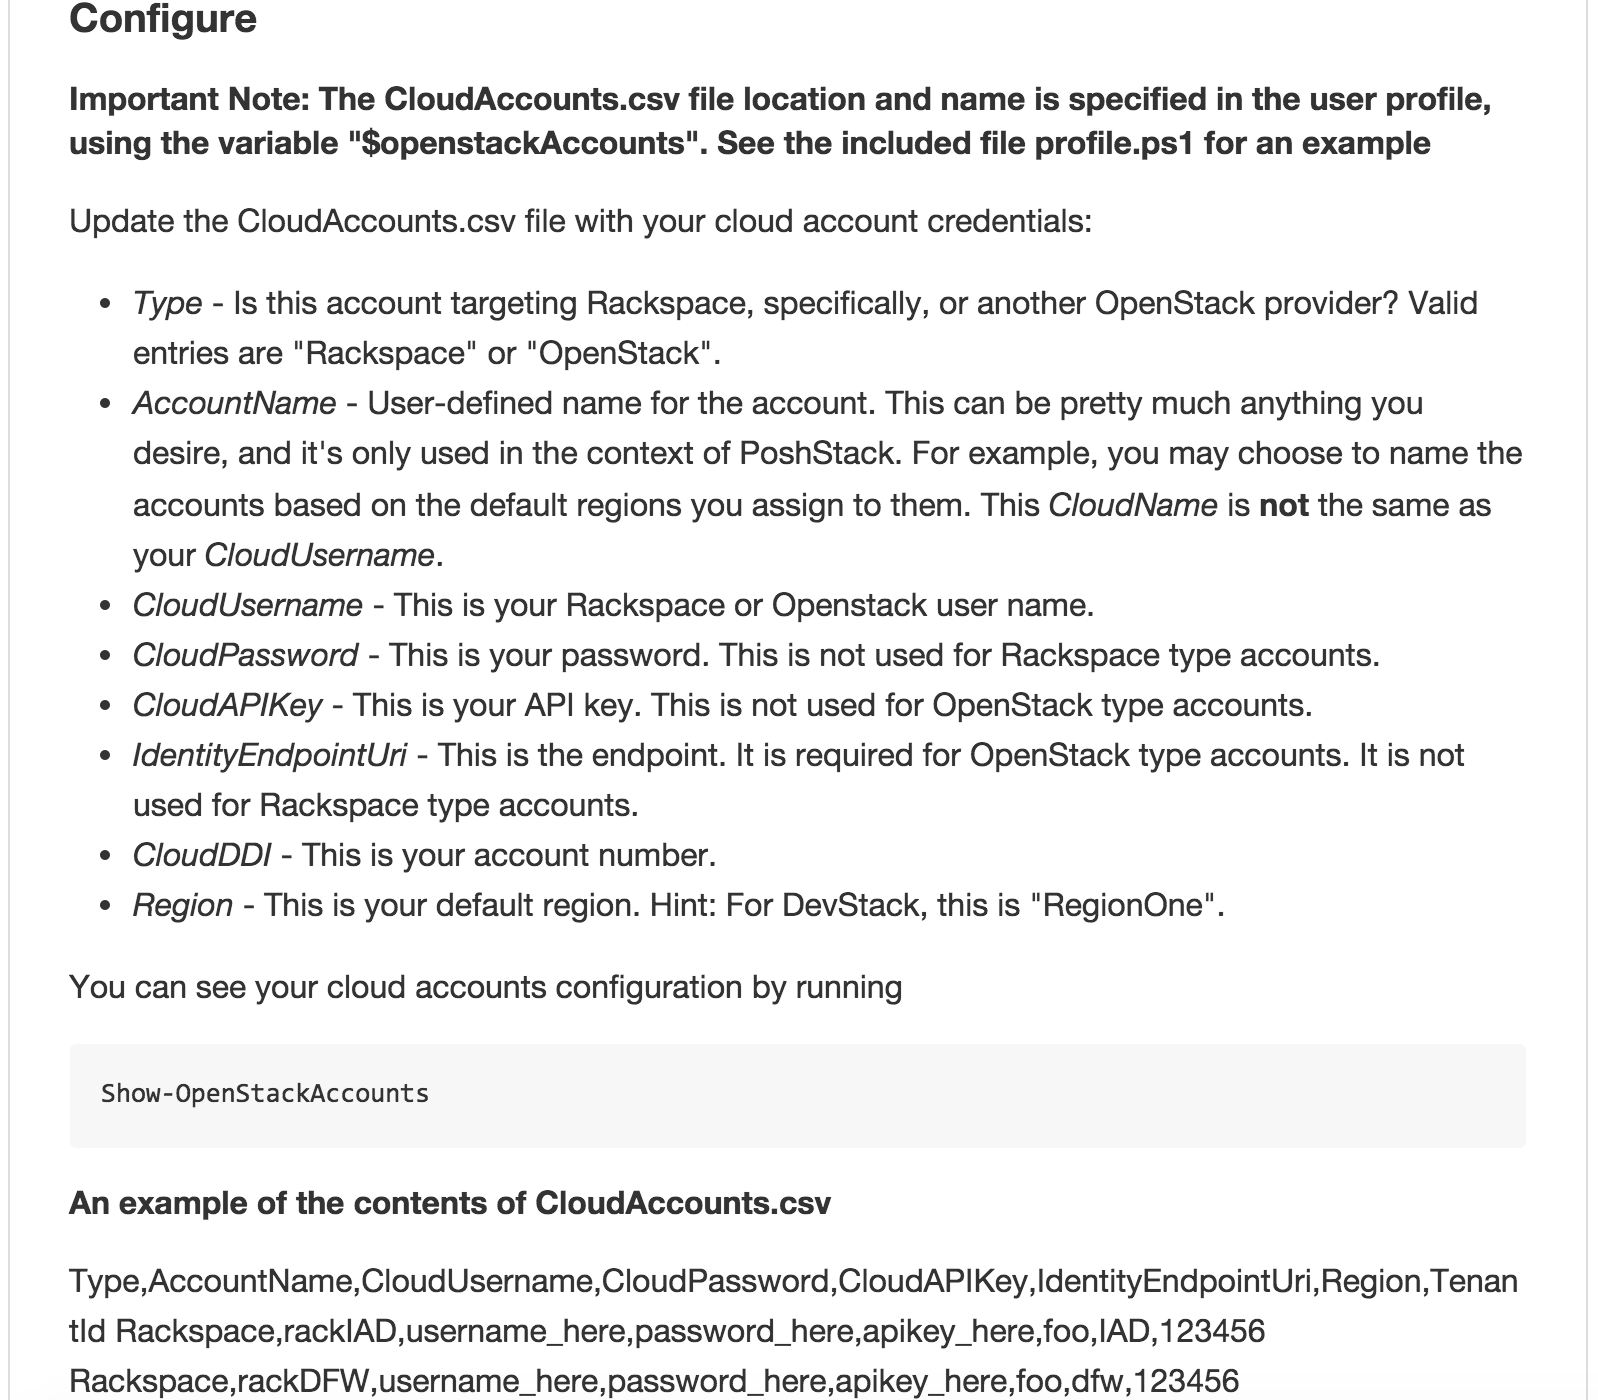 Configure
Important Note: The CloudAccounts.csv file location and name is specified in the user profile,
using the variable "$openstackAccounts". See the included file profile.ps1 for an example
Update the CloudAccounts.csv file with your cloud account credentials:
• Type - Is this account targeting Rackspace, specifically, or another OpenStack provider? Valid
entries are "Rackspace" or "OpenStack".
• AccountName - User-defined name for the account. This can be pretty much anything you
desire, and it's only used in the context of PoshStack. For example, you may choose to name the
accounts based on the default regions you assign to them. This CloudName is not the same as
your CloudUsername.
• CloudUsername - This is your Rackspace or Openstack user name.
• CloudPassword - This is your password. This is not used for Rackspace type accounts.
• CloudAPIKey - This is your API key. This is not used for OpenStack type accounts.
• IdentityEndpointUri - This is the endpoint. It is required for OpenStack type accounts. It is not
used for Rackspace type accounts.
• CloudDDI - This is your account number.
• Region - This is your default region. Hint: For DevStack, this is "RegionOne".
You can see your cloud accounts configuration by running
Show-OpenStackAccounts
An example of the contents of CloudAccounts.csv
Type,AccountName,CloudUsername,CloudPassword,CloudAPIKey,IdentityEndpointUri,Region,Tenan
tId Rackspace,rackIAD,username_here,password_here,apikey_here,foo,IAD,123456
Rackspace,rackDFW,username_here,password_here,apikey_here,foo,dfw,123456